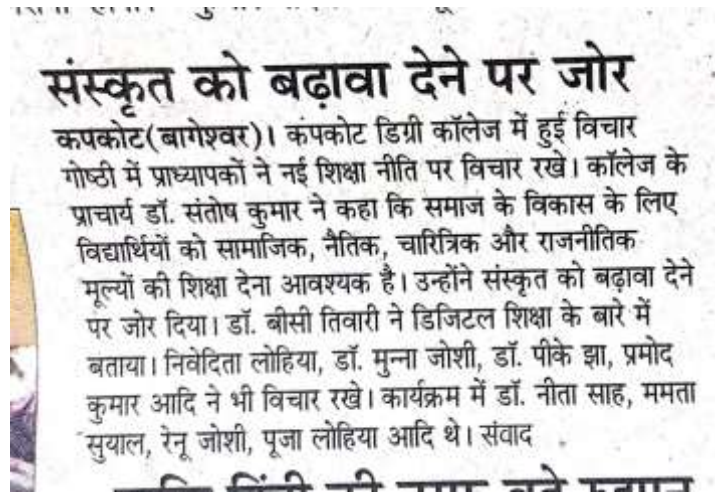 संस्कृत को बढ़ावा देने पर जोर
कपकोट(बागेश्वर)। कपकोट डिग्री कॉलेज में हुई विचार
गोष्ठी में प्राध्यापकों ने नई शिक्षा नीति पर विचार रखे। कॉलेज के
प्राचार्य डॉ. संतोष कुमार ने कहा कि समाज के विकास के लिए
विद्यार्थियों को सामाजिक, नैतिक, चारित्रिक और राजनीतिक
मूल्यों की शिक्षा देना आवश्यक है। उन्होंने संस्कृत को बढ़ावा देने
पर जोर दिया। डॉ. बीसी तिवारी ने डिजिटल शिक्षा के बारे में
बताया। निवेदिता लोहिया, डॉ. मुन्ना जोशी, डॉ. पीके झा, प्रमोद
कुमार आदि ने भी विचार रखे। कार्यक्रम में डॉ. नीता साह, ममता
सुयाल, रेनू जोशी, पूजा लोहिया आदि थे। संवाद